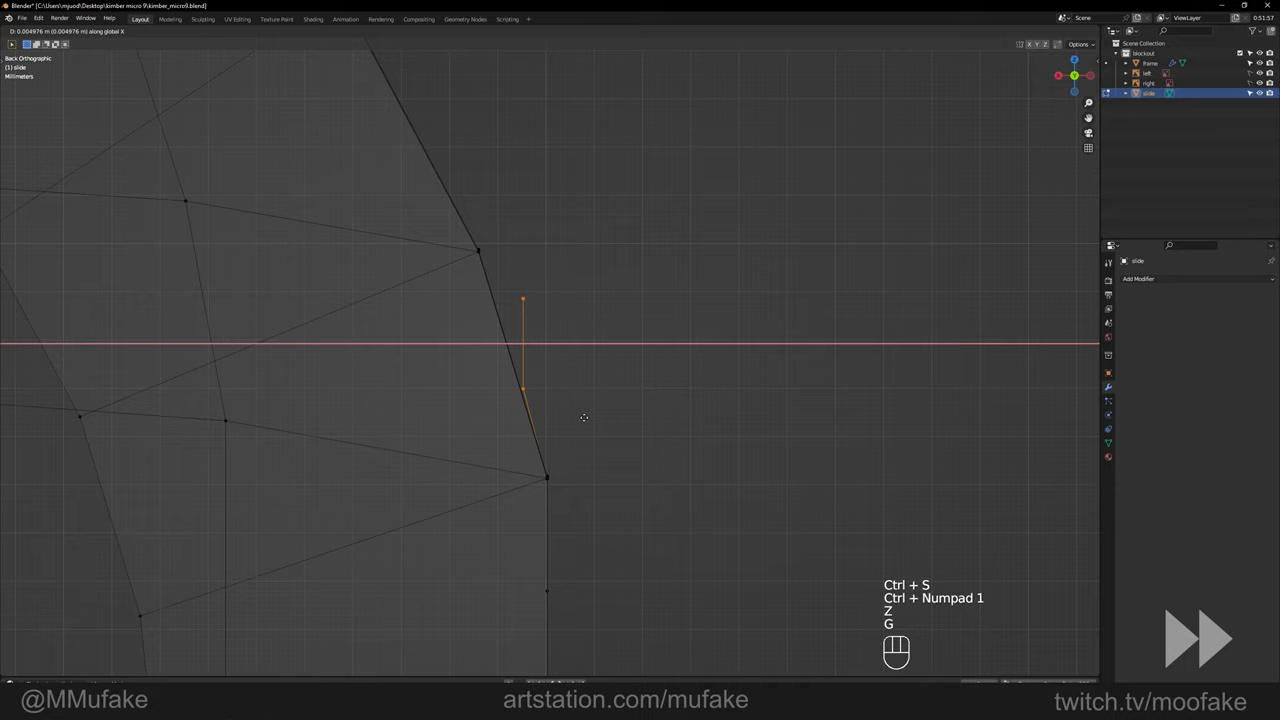 Blender* [C:\Users\mjuod\Desktop\kimber micro 9\kimber_micro9.blend]
File Edit Render Window Help Layout Modeling Sculpting UV Editing Texture Paint Shading Animation Rendering Compositing Geometry Nodes Scripting + Scene ViewLayer
D: 0.004976 m (0.004976 m) along global X
51:57
X Y Z Options
Scene Collection
blockout
frame
left
right
slide
Back Orthographic
(1) slide
Millimeters
Z
X
Y
slide
Add Modifier
Ctrl + S
Ctrl + Numpad 1
Z
G
@MMufake artstation.com/mufake twitch.tv/moofake